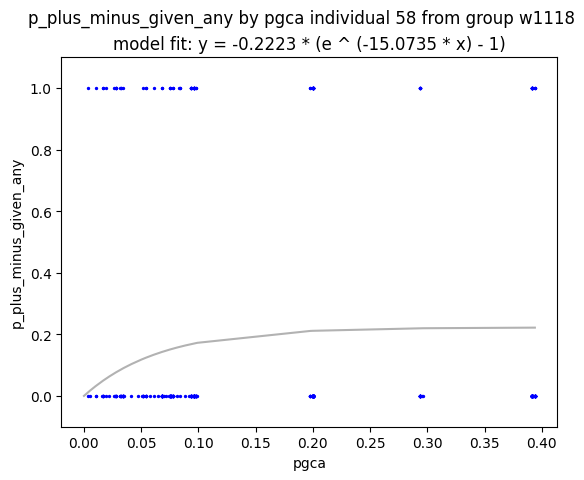 p_plus_minus_given_any by pgca individual 58 from group w1118
model fit: y = -0.2223 * (e ^ (-15.0735 * x) - 1)
1.0
0.8
0.6
0.4
0.2
0.0
p_plus_minus_given_any
0.00 0.05 0.10 0.15 0.20 0.25 0.30 0.35 0.40
pgca